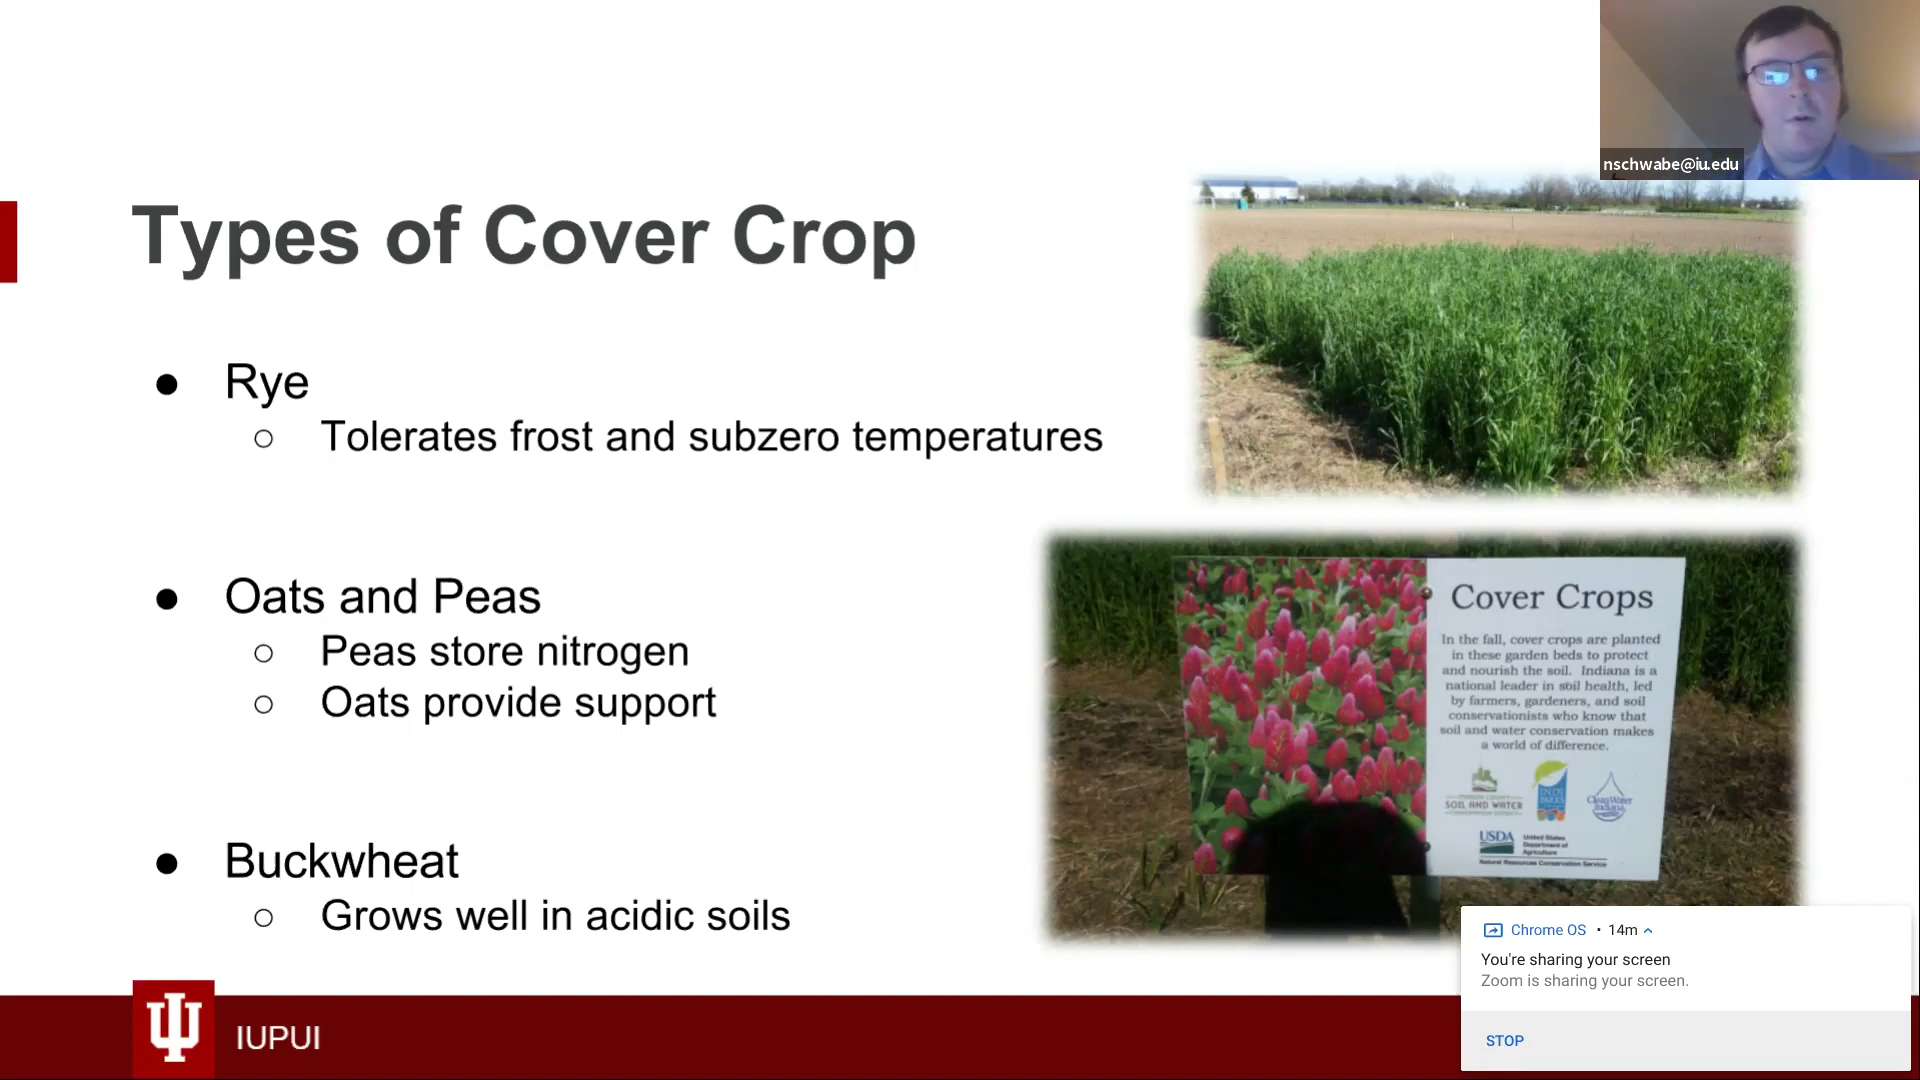 nschwabe@iu.edu
Types of Cover Crop
Rye
Tolerates frost and subzero temperatures
Oats and Peas
Peas store nitrogen
Oats provide support
Buckwheat
Grows well in acidic soils
Cover Crops
In the fall, cover crops are planted
in these garden beds to protect
and nourish the soil. Indiana is a
national leader in soil health, led
by farmers, gardeners, and soil
conservationists who know that
soil and water conservation makes
a world of difference.
SOIL AND WATER
INDY
PARKS
Clean Water
Indiana
USDA
United States
Department of
Agriculture
Natural Resources Conservation Service
Chrome OS • 14m
You're sharing your screen
Zoom is sharing your screen.
STOP
IUPUI